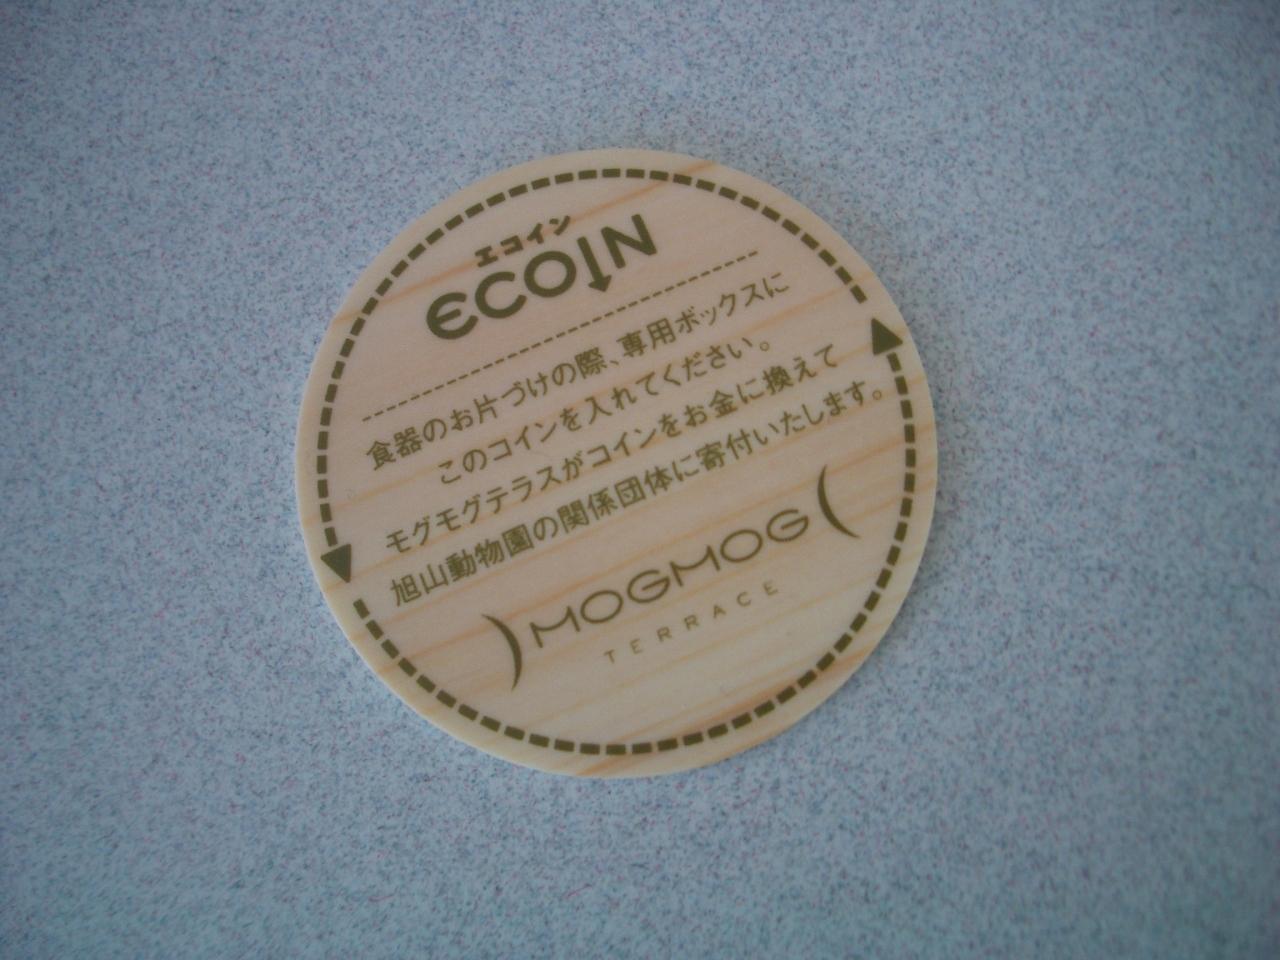 エコイン
ECOIN
食器のお片づけの際、専用ボックスに
このコインを入れてください。
モグモグテラスがコインをお金に換えて
旭山動物園の関係団体に寄付いたします。
MOGMOG
TERRACE